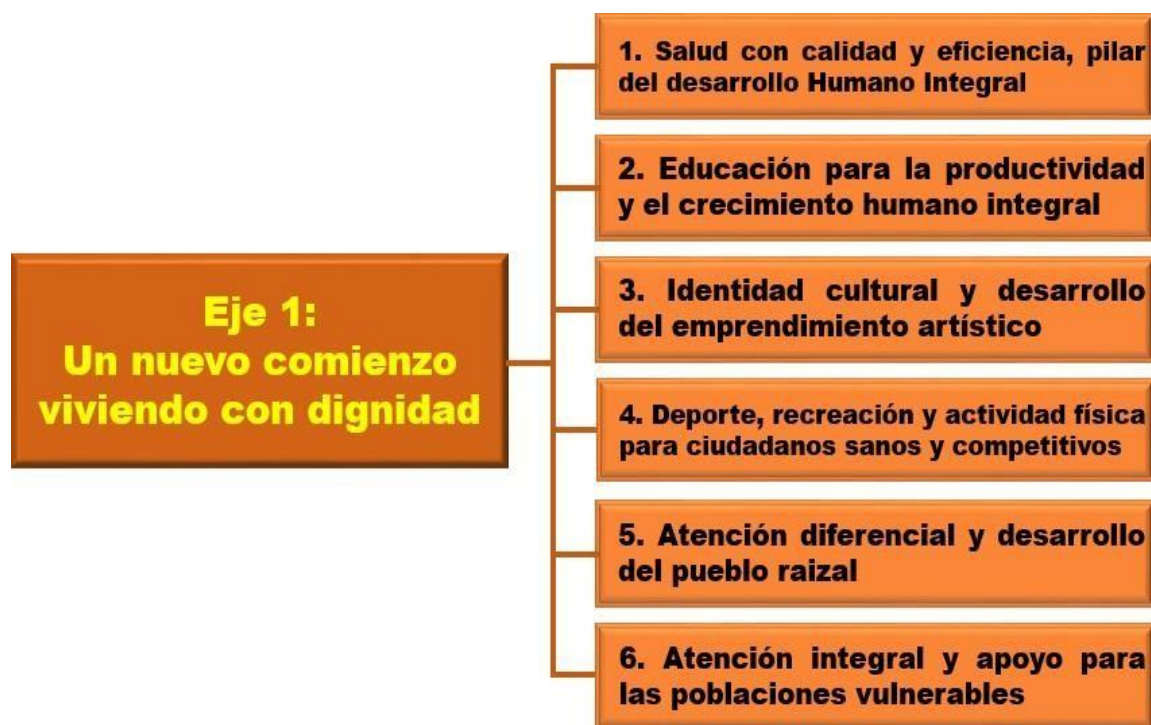 Eje 1:
Un nuevo comienzo
viviendo con dignidad
1. Salud con calidad y eficiencia, pilar
del desarrollo Humano Integral
2. Educación para la productividad
y el crecimiento humano integral
3. Identidad cultural y desarrollo
del emprendimiento artístico
4. Deporte, recreación y actividad física
para ciudadanos sanos y competitivos
5. Atención diferencial y desarrollo
del pueblo raizal
6. Atención integral y apoyo para
las poblaciones vulnerables